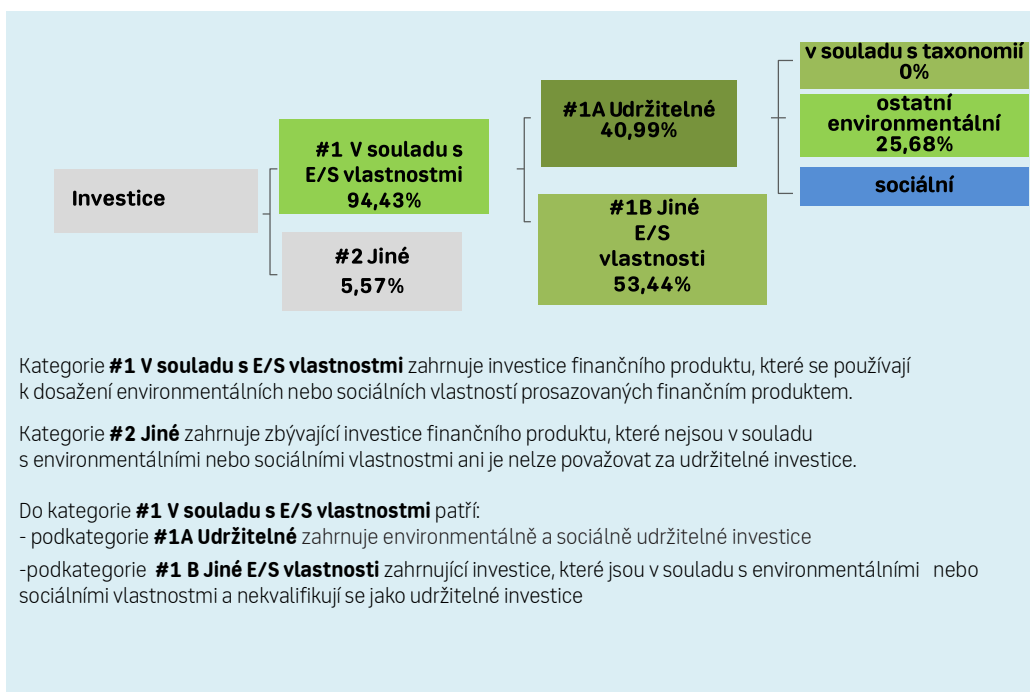 Investice
#1 V souladu s
E/S vlastnostmi
94,43%
#2 Jiné
5,57%
#1A Udržitelné
40,99%
#1B Jiné
E/S
vlastnosti
53,44%
v souladu s taxonomií
0%
ostatní
environmentální
25,68%
sociální
Kategorie #1 V souladu s E/S vlastnostmi zahrnuje investice finančního produktu, které se používají
k dosažení environmentálních nebo sociálních vlastností prosazovaných finančním produktem.
Kategorie #2 Jiné zahrnuje zbývající investice finančního produktu, které nejsou v souladu
s environmentálními nebo sociálními vlastnostmi ani je nelze považovat za udržitelné investice.
Do kategorie #1 V souladu s E/S vlastnostmi patří:
- podkategorie #1A Udržitelné zahrnuje environmentálně a sociálně udržitelné investice
-podkategorie #1 B Jiné E/S vlastnosti zahrnující investice, které jsou v souladu s environmentálními nebo
sociálními vlastnostmi a nekvalifikují se jako udržitelné investice